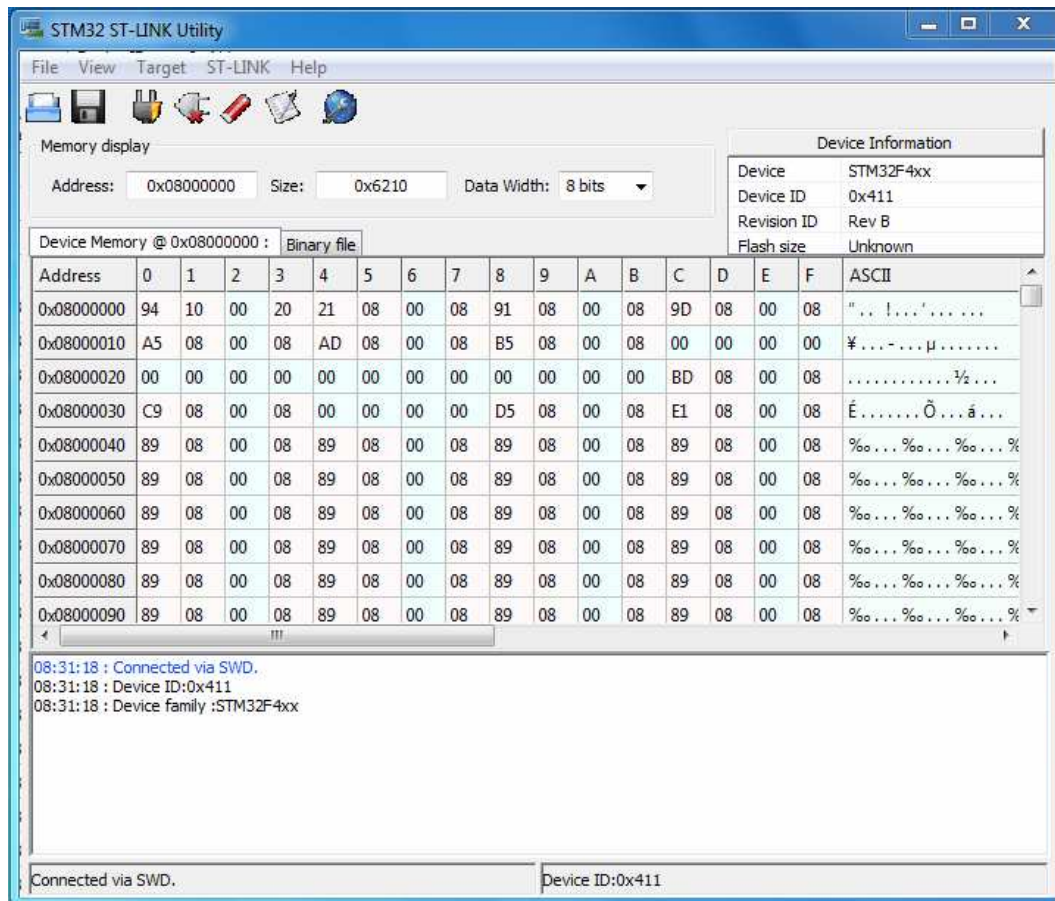 STM32 ST-LINK Utility
File View Target ST-LINK Help
Memory display
Address: 0x08000000 Size: 0x6210 Data Width: 8 bits
Device Information
Device STM32F4xx
Device ID 0x411
Revision ID Rev B
Flash size Unknown
Device Memory @ 0x08000000 : Binary file
Address 0 1 2 3 4 5 6 7 8 9 A B C D E F ASCII
0x08000000 94 10 00 20 21 08 00 08 91 08 00 08 9D 08 00 08 ".. !...'... ...
0x08000010 A5 08 00 08 AD 08 00 08 B5 08 00 08 00 00 00 00 ¥...-...µ.......
0x08000020 00 00 00 00 00 00 00 00 00 00 00 00 BD 08 00 08 ............½...
0x08000030 C9 08 00 08 00 00 00 00 D5 08 00 08 E1 08 00 08 É.......Õ...á...
0x08000040 89 08 00 08 89 08 00 08 89 08 00 08 89 08 00 08 ‰...‰...‰...%
0x08000050 89 08 00 08 89 08 00 08 89 08 00 08 89 08 00 08 ‰...‰...‰...%
0x08000060 89 08 00 08 89 08 00 08 89 08 00 08 89 08 00 08 ‰...‰...‰...%
0x08000070 89 08 00 08 89 08 00 08 89 08 00 08 89 08 00 08 ‰...‰...‰...%
0x08000080 89 08 00 08 89 08 00 08 89 08 00 08 89 08 00 08 ‰...‰...‰...%
0x08000090 89 08 00 08 89 08 00 08 89 08 00 08 89 08 00 08 ‰...‰...‰...%
08:31:18 : Connected via SWD.
08:31:18 : Device ID:0x411
08:31:18 : Device family :STM32F4xx
Connected via SWD. Device ID:0x411